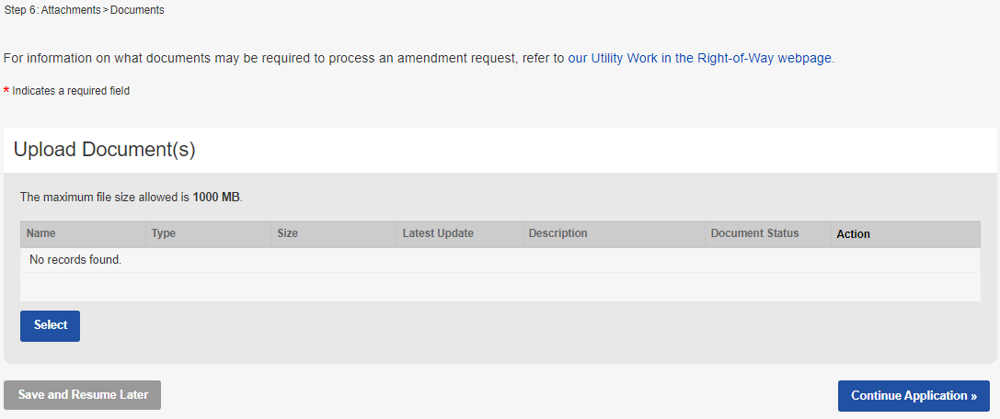 Step 6: Attachments > Documents
For information on what documents may be required to process an amendment request, refer to our Utility Work in the Right-of-Way webpage.
* Indicates a required field
Upload Document(s)
The maximum file size allowed is 1000 MB.
Name Type Size Latest Update Description Document Status Action
No records found.
Select
Save and Resume Later Continue Application »